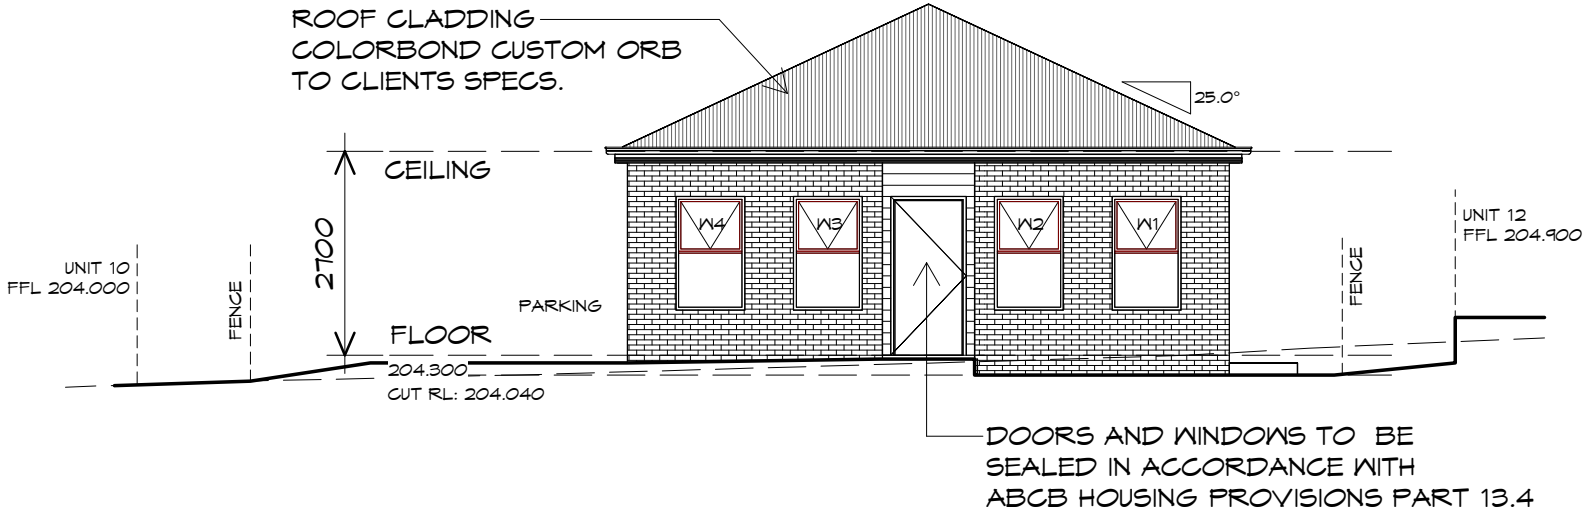 ROOF CLADDING
COLORBOND CUSTOM ORB
TO CLIENTS SPECS.
25.0°
CEILING
2700
W4
W3
W2
W1
UNIT 12
FFL 204.900
UNIT 10
FFL 204.000
FENCE
PARKING
FENCE
FLOOR
204.300
CUT RL: 204.040
DOORS AND WINDOWS TO BE
SEALED IN ACCORDANCE WITH
ABCB HOUSING PROVISIONS PART 13.4